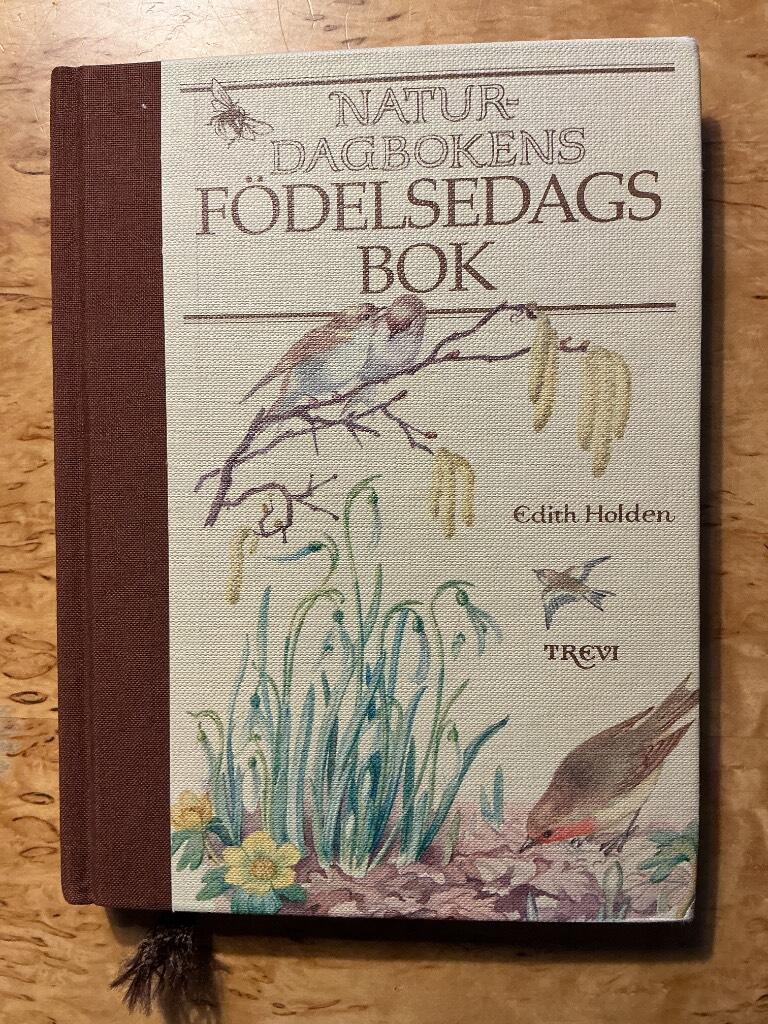 NATUR-
DAGBOKENS
FÖDELSEDAGS
BOK
Edith Holden
TREVI